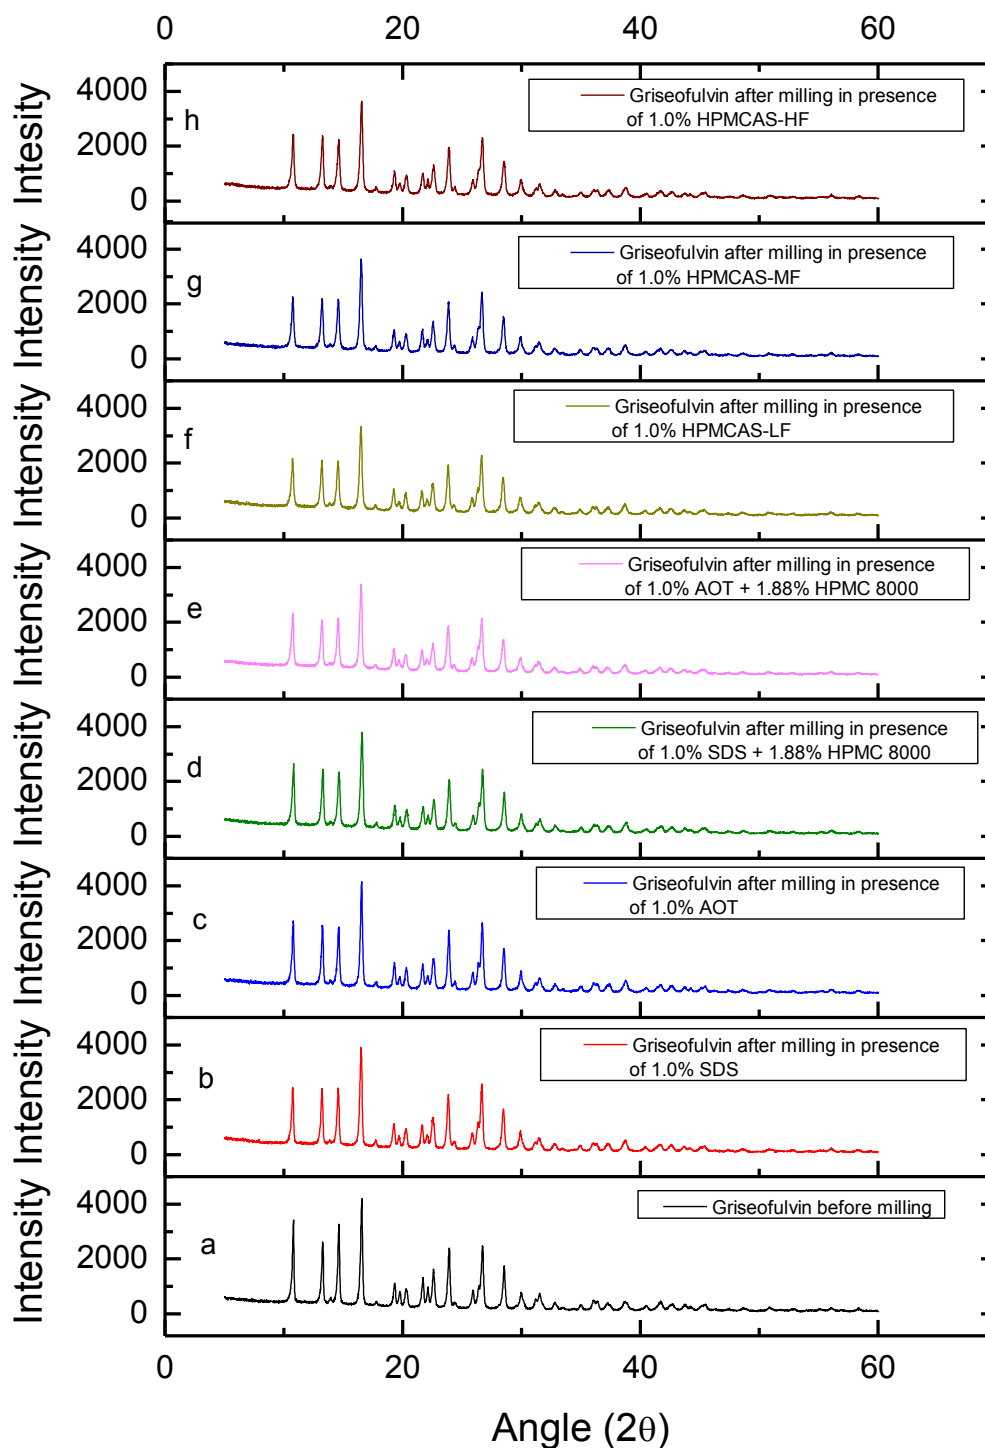 0 20 40 60
Intesity
4000
2000
0
h
Griseofulvin after milling in presence
of 1.0% HPMCAS-HF
Intensity
4000
2000
0
g
Griseofulvin after milling in presence
of 1.0% HPMCAS-MF
Intensity
4000
2000
0
f
Griseofulvin after milling in presence
of 1.0% HPMCAS-LF
Intensity
4000
2000
0
e
Griseofulvin after milling in presence
of 1.0% AOT + 1.88% HPMC 8000
Intensity
4000
2000
0
d
Griseofulvin after milling in presence
of 1.0% SDS + 1.88% HPMC 8000
Intensity
4000
2000
0
c
Griseofulvin after milling in presence
of 1.0% AOT
Intensity
4000
2000
0
b
Griseofulvin after milling in presence
of 1.0% SDS
Intensity
4000
2000
0
a
Griseofulvin before milling
0 20 40 60
Angle (2θ)